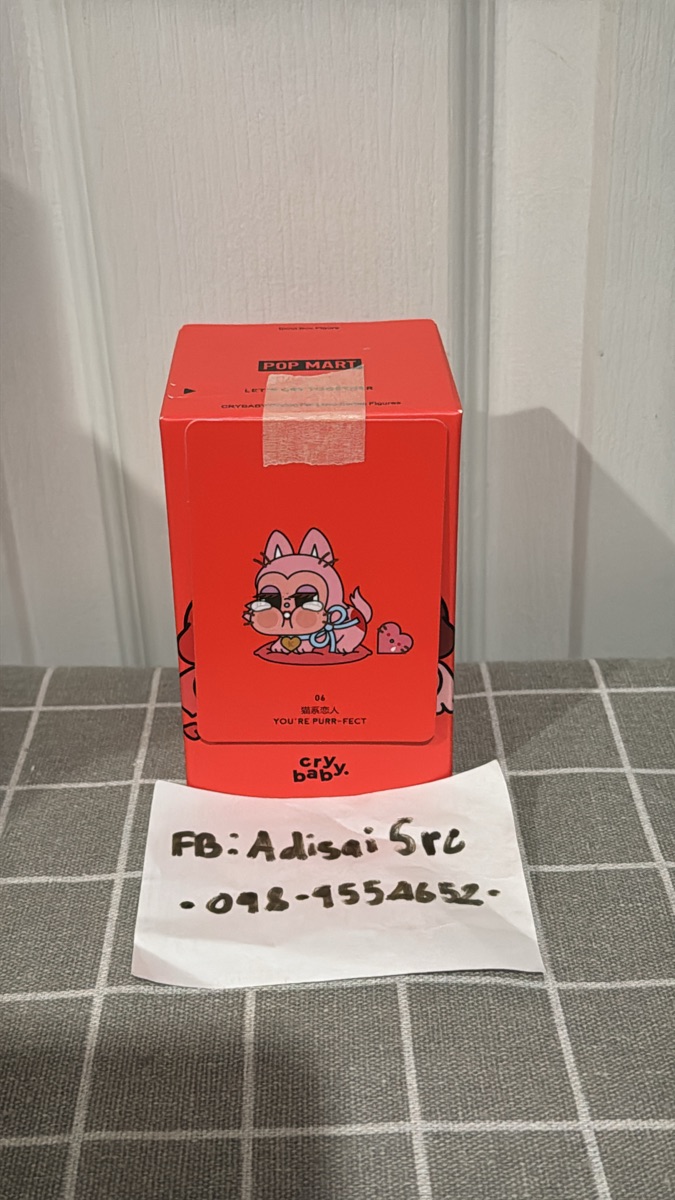 POP MART
06
猫系恋人
YOU'RE PURR-FECT
cry
baby.
FB: Adisai Src
• 098-9554652 •